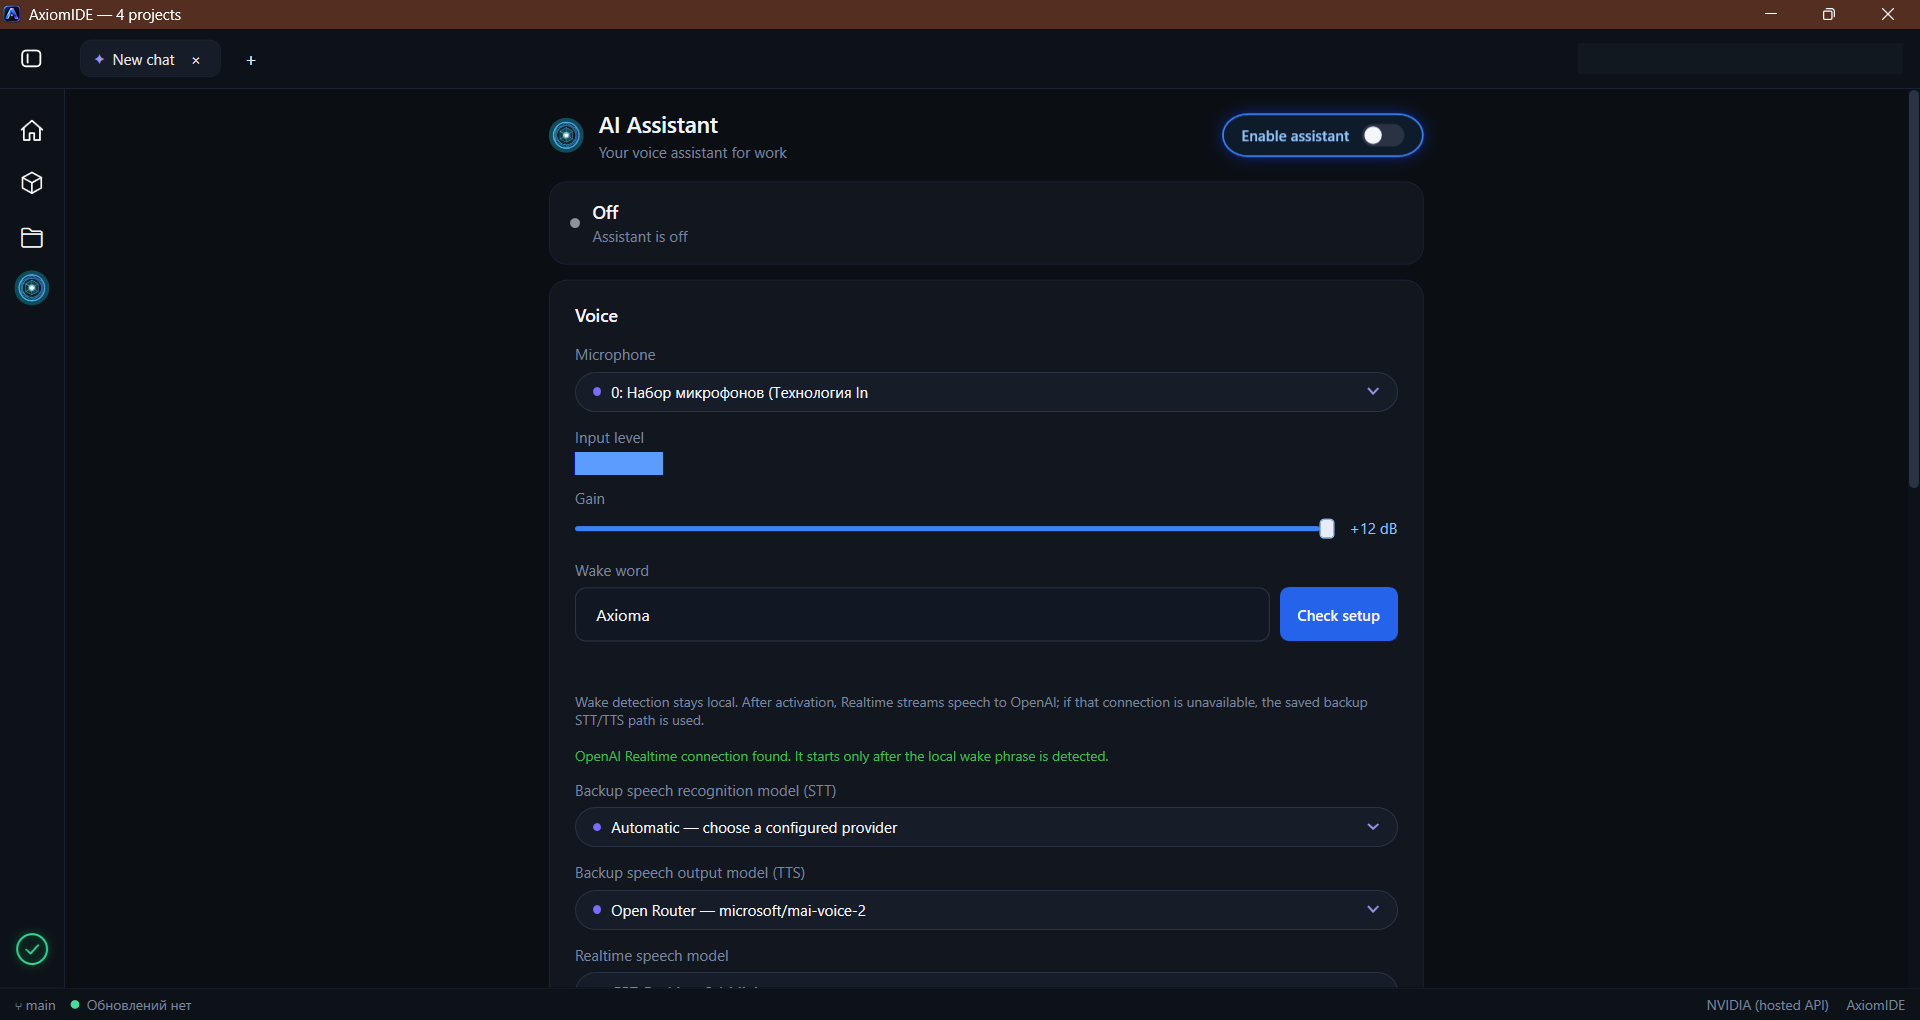 AxiomIDE — 4 projects
New chat
AI Assistant
Your voice assistant for work
Enable assistant
Off
Assistant is off
Voice
Microphone
0: Набор микрофонов (Технология In
Input level
Gain
+12 dB
Wake word
Axioma
Check setup
Wake detection stays local. After activation, Realtime streams speech to OpenAI; if that connection is unavailable, the saved backup
STT/TTS path is used.
OpenAI Realtime connection found. It starts only after the local wake phrase is detected.
Backup speech recognition model (STT)
Automatic — choose a configured provider
Backup speech output model (TTS)
Open Router — microsoft/mai-voice-2
Realtime speech model
main
Обновлений нет
NVIDIA (hosted API)
AxiomIDE